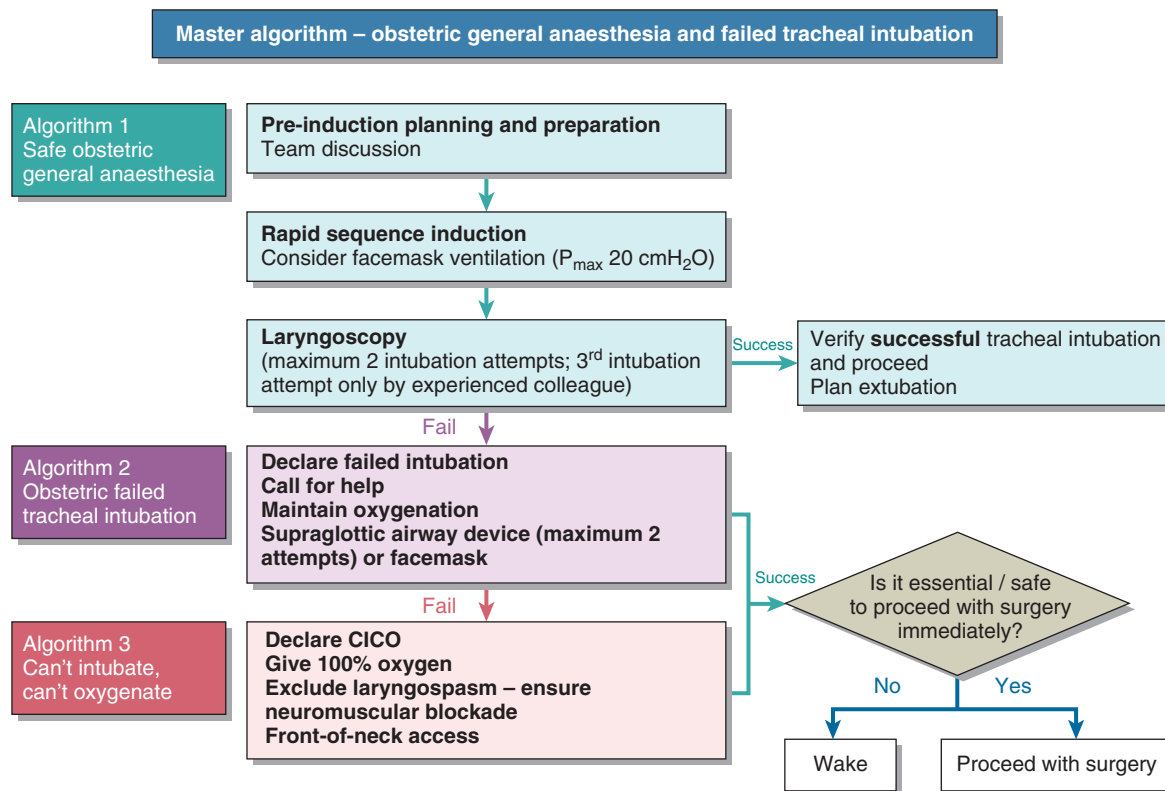 Master algorithm – obstetric general anaesthesia and failed tracheal intubation
Algorithm 1
Safe obstetric
general anaesthesia
Pre-induction planning and preparation
Team discussion
Rapid sequence induction
Consider facemask ventilation (Pmax 20 cmH2O)
Laryngoscopy
(maximum 2 intubation attempts; 3rd intubation
attempt only by experienced colleague)
Success
Verify successful tracheal intubation
and proceed
Plan extubation
Fail
Algorithm 2
Obstetric failed
tracheal intubation
Declare failed intubation
Call for help
Maintain oxygenation
Supraglottic airway device (maximum 2
attempts) or facemask
Success
Is it essential / safe
to proceed with surgery
immediately?
Fail
Algorithm 3
Can't intubate,
can't oxygenate
Declare CICO
Give 100% oxygen
Exclude laryngospasm – ensure
neuromuscular blockade
Front-of-neck access
No
Yes
Wake
Proceed with surgery